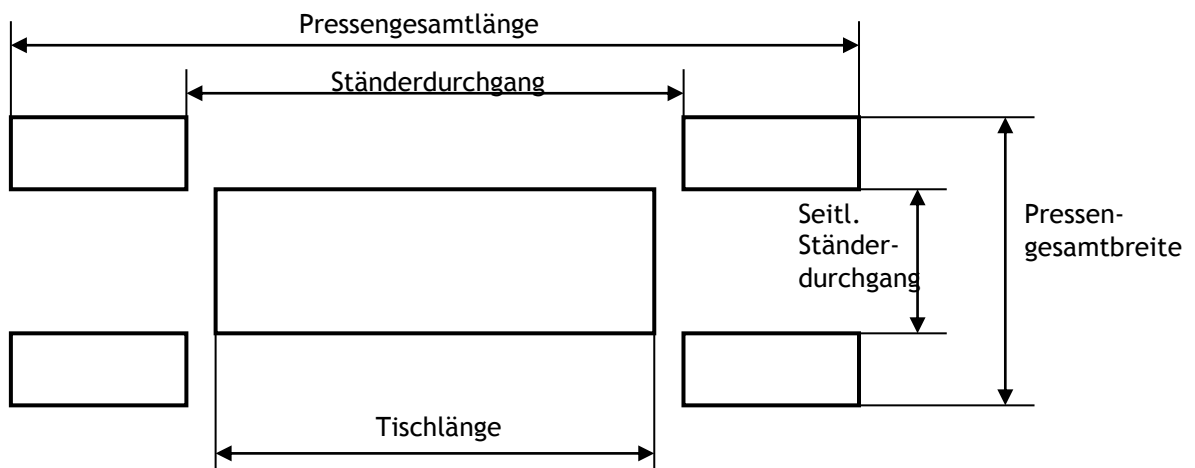 Pressengesamtlänge
Ständerdurchgang
Seitl.
Ständer-
durchgang
Pressen-
gesamtbreite
Tischlänge